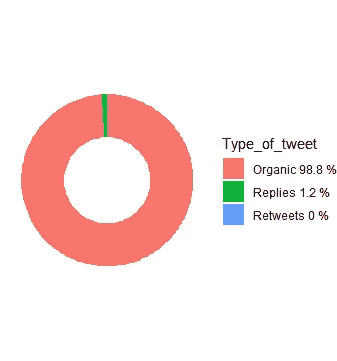 Type_of_tweet
Organic 98.8 %
Replies 1.2 %
Retweets 0 %